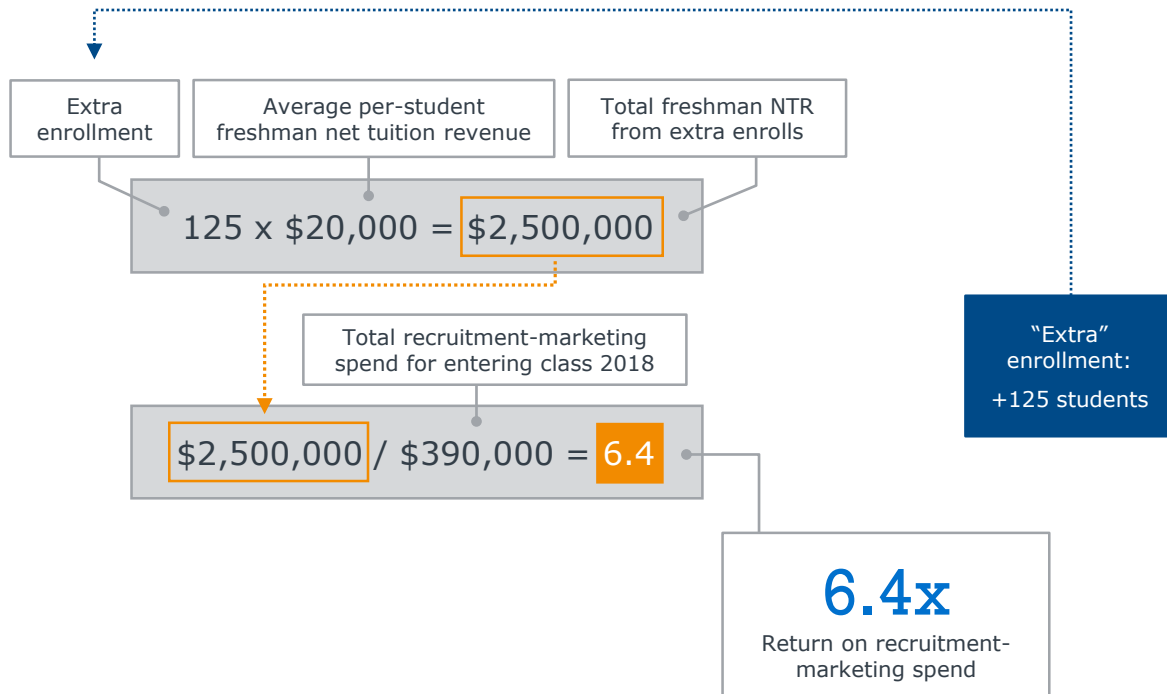 Extra
enrollment
Average per-student
freshman net tuition revenue
Total freshman NTR
from extra enrolls
125 x $20,000 = $2,500,000
"Extra"
enrollment:
+125 students
Total recruitment-marketing
spend for entering class 2018
$2,500,000 / $390,000 = 6.4
6.4x
Return on recruitment-
marketing spend